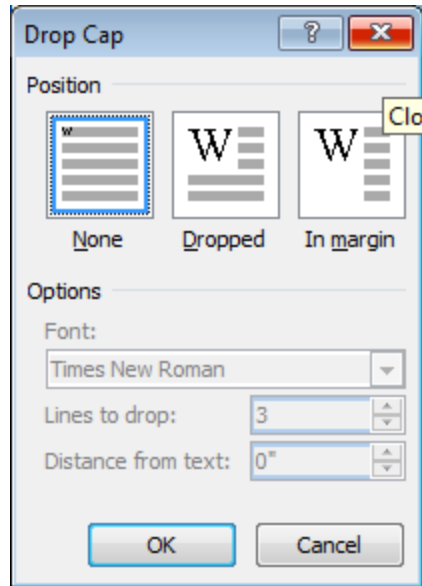 Drop Cap
?
Position
Clo
W W W
None Dropped In margin
Options
Font:
Times New Roman
Lines to drop: 3
Distance from text: 0"
OK Cancel